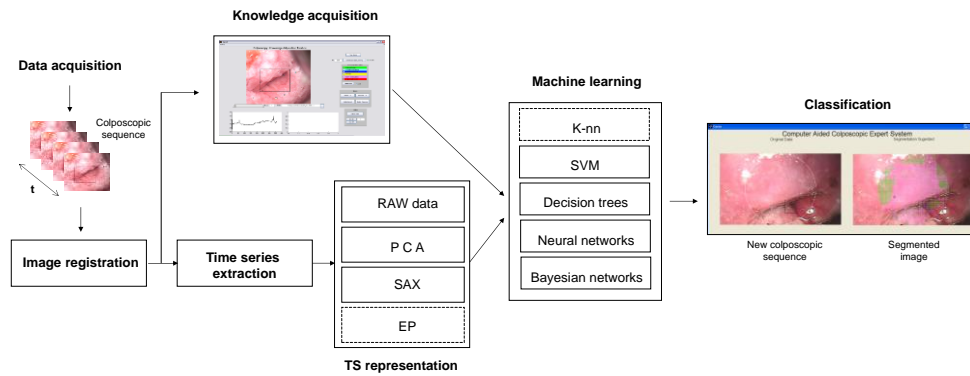 Knowledge acquisition
Data acquisition
Colposcopic
sequence
t
Image registration
Time series
extraction
RAW data
P C A
SAX
EP
TS representation
Machine learning
K-nn
SVM
Decision trees
Neural networks
Bayesian networks
Classification
Computer Aided Colposcopic Expert System
New colposcopic
sequence
Segmented
image